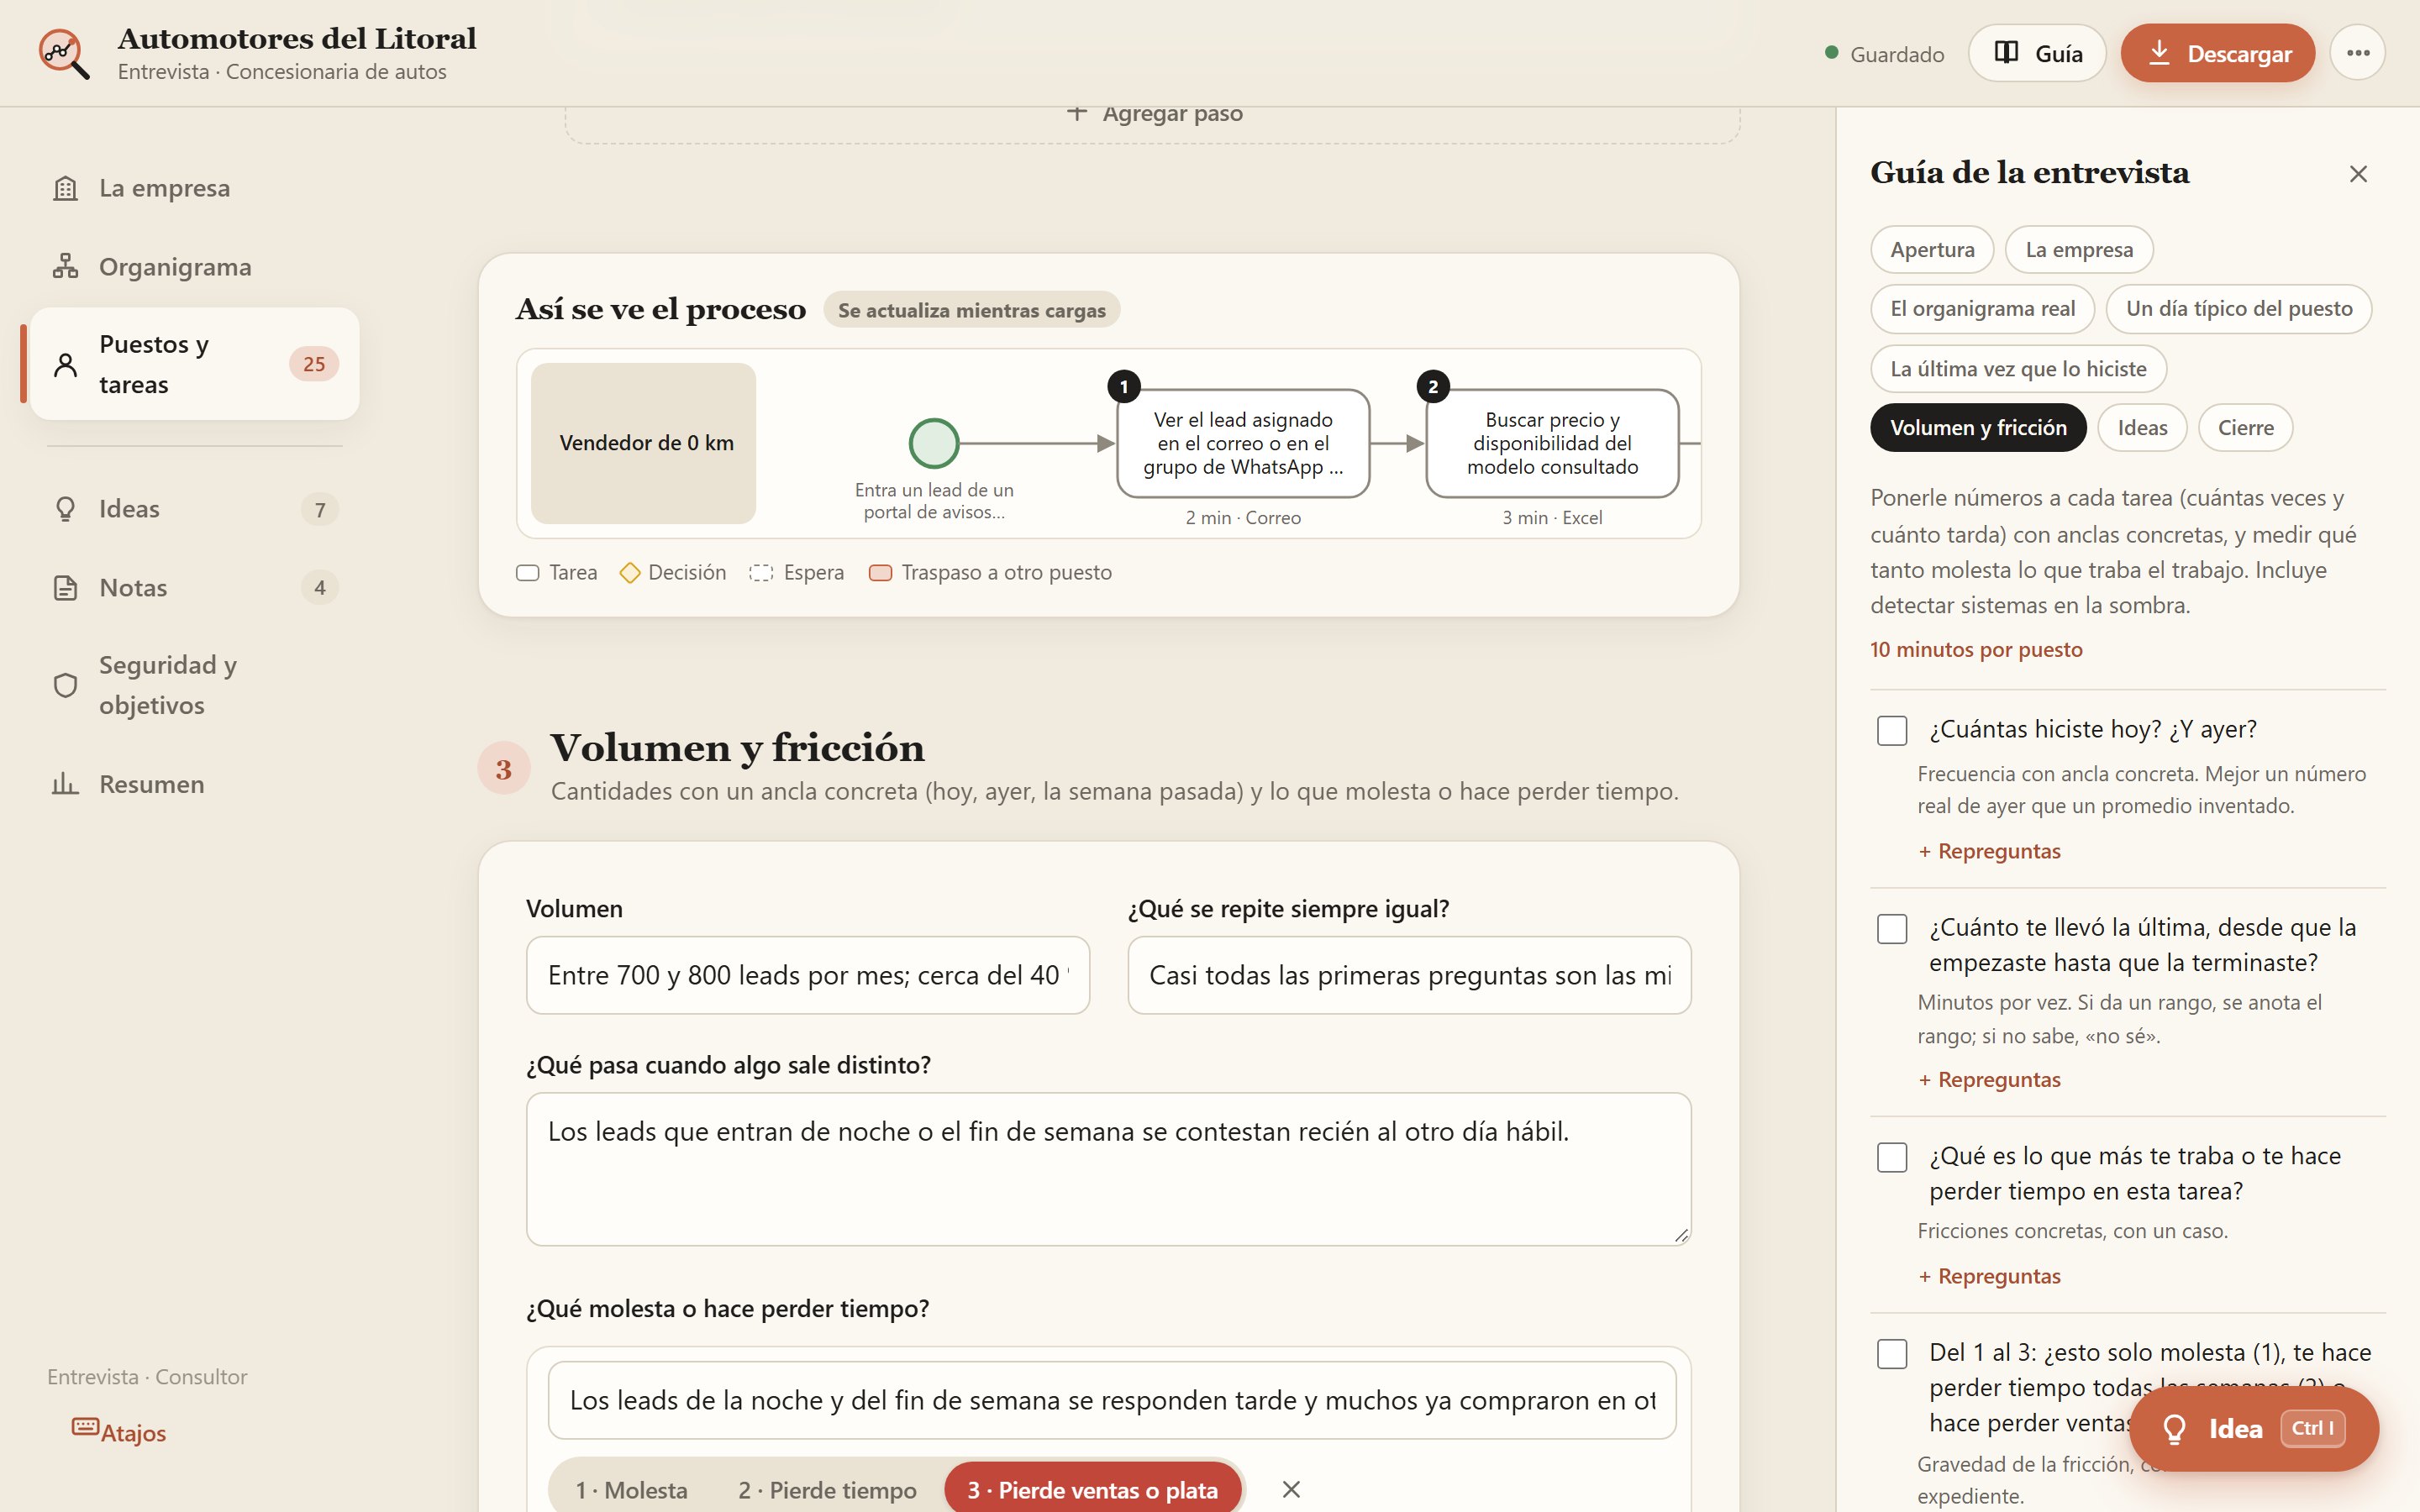 Automotores del Litoral
Entrevista · Concesionaria de autos
Guardado
Guía
Descargar
La empresa
Organigrama
Puestos y
tareas
25
Ideas
7
Notas
4
Seguridad y
objetivos
Resumen
Entrevista · Consultor
Atajos
+ Agregar paso
Así se ve el proceso
Se actualiza mientras cargas
Vendedor de 0 km
Entra un lead de un
portal de avisos...
1
Ver el lead asignado
en el correo o en el
grupo de WhatsApp ...
2 min · Correo
2
Buscar precio y
disponibilidad del
modelo consultado
3 min · Excel
Tarea
Decisión
Espera
Traspaso a otro puesto
3
Volumen y fricción
Cantidades con un ancla concreta (hoy, ayer, la semana pasada) y lo que molesta o hace perder tiempo.
Volumen
Entre 700 y 800 leads por mes; cerca del 40
¿Qué se repite siempre igual?
Casi todas las primeras preguntas son las mi
¿Qué pasa cuando algo sale distinto?
Los leads que entran de noche o el fin de semana se contestan recién al otro día hábil.
¿Qué molesta o hace perder tiempo?
Los leads de la noche y del fin de semana se responden tarde y muchos ya compraron en ot
1 · Molesta
2 · Pierde tiempo
3 · Pierde ventas o plata
Guía de la entrevista
Apertura
La empresa
El organigrama real
Un día típico del puesto
La última vez que lo hiciste
Volumen y fricción
Ideas
Cierre
Ponerle números a cada tarea (cuántas veces y
cuánto tarda) con anclas concretas, y medir qué
tanto molesta lo que traba el trabajo. Incluye
detectar sistemas en la sombra.
10 minutos por puesto
¿Cuántas hiciste hoy? ¿Y ayer?
Frecuencia con ancla concreta. Mejor un número
real de ayer que un promedio inventado.
+ Repreguntas
¿Cuánto te llevó la última, desde que la
empezaste hasta que la terminaste?
Minutos por vez. Si da un rango, se anota el
rango; si no sabe, «no sé».
+ Repreguntas
¿Qué es lo que más te traba o te hace
perder tiempo en esta tarea?
Fricciones concretas, con un caso.
+ Repreguntas
Del 1 al 3: ¿esto solo molesta (1), te hace
perder tiempo todas las semanas (2) o
hace perder ventas
Gravedad de la fricción,
expediente.
Idea
Ctrl I